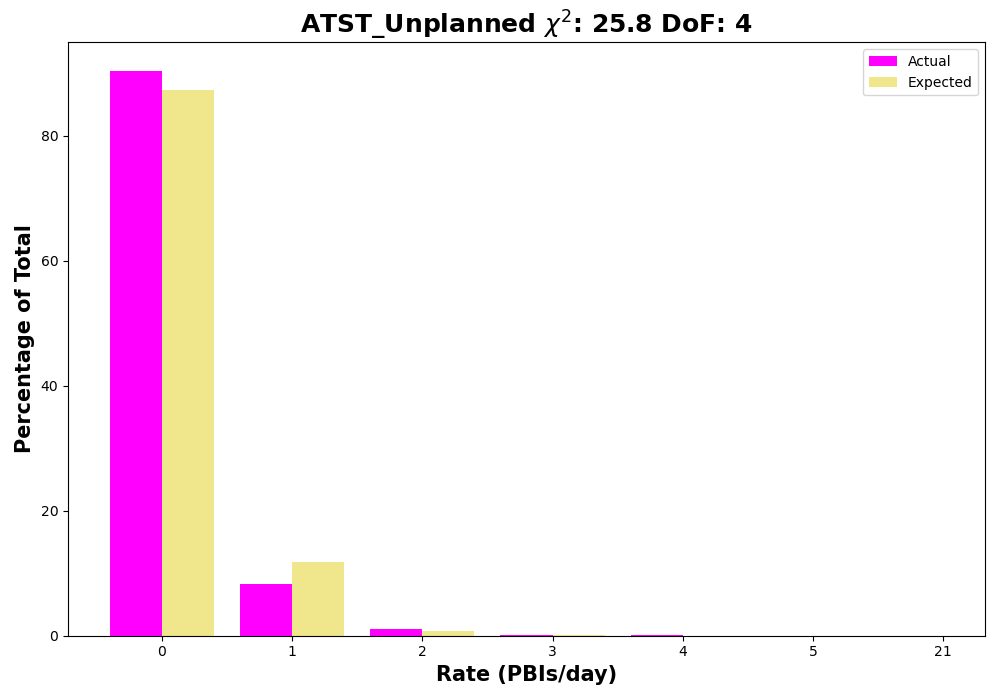 ATST_Unplanned χ²: 25.8 DoF: 4
Actual
Expected
Percentage of Total
80
60
40
20
0
0 1 2 3 4 5 21
Rate (PBIs/day)